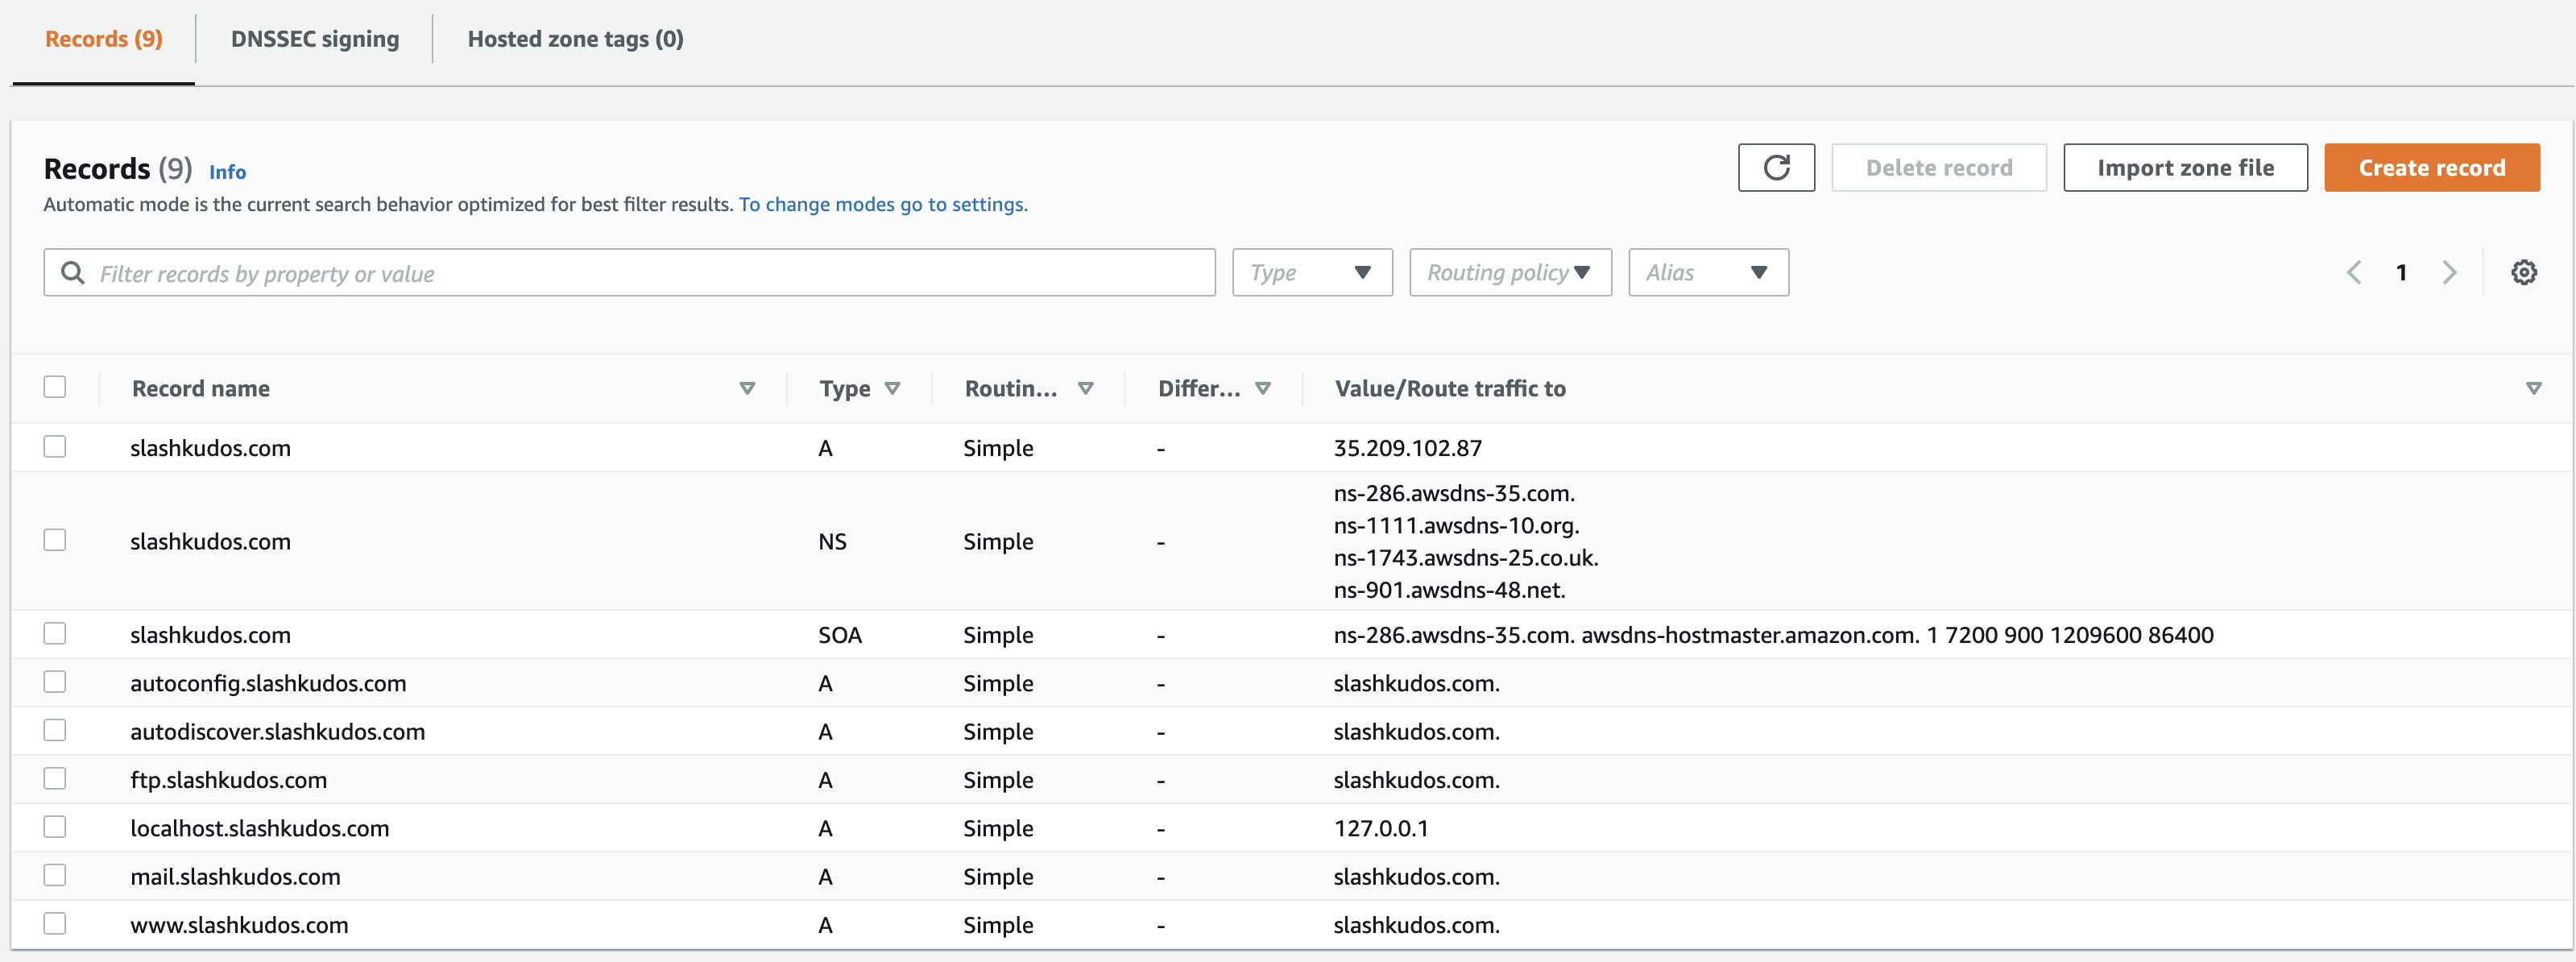 Records (9) DNSSEC signing Hosted zone tags (0)
Records (9) Info
Automatic mode is the current search behavior optimized for best filter results. To change modes go to settings.
Delete record Import zone file Create record
Filter records by property or value Type Routing policy Alias 1
Record name Type Routin... Differ... Value/Route traffic to
slashkudos.com A Simple - 35.209.102.87
slashkudos.com NS Simple - ns-286.awsdns-35.com.
ns-1111.awsdns-10.org.
ns-1743.awsdns-25.co.uk.
ns-901.awsdns-48.net.
slashkudos.com SOA Simple - ns-286.awsdns-35.com. awsdns-hostmaster.amazon.com. 1 7200 900 1209600 86400
autoconfig.slashkudos.com A Simple - slashkudos.com.
autodiscover.slashkudos.com A Simple - slashkudos.com.
ftp.slashkudos.com A Simple - slashkudos.com.
localhost.slashkudos.com A Simple - 127.0.0.1
mail.slashkudos.com A Simple - slashkudos.com.
www.slashkudos.com A Simple - slashkudos.com.